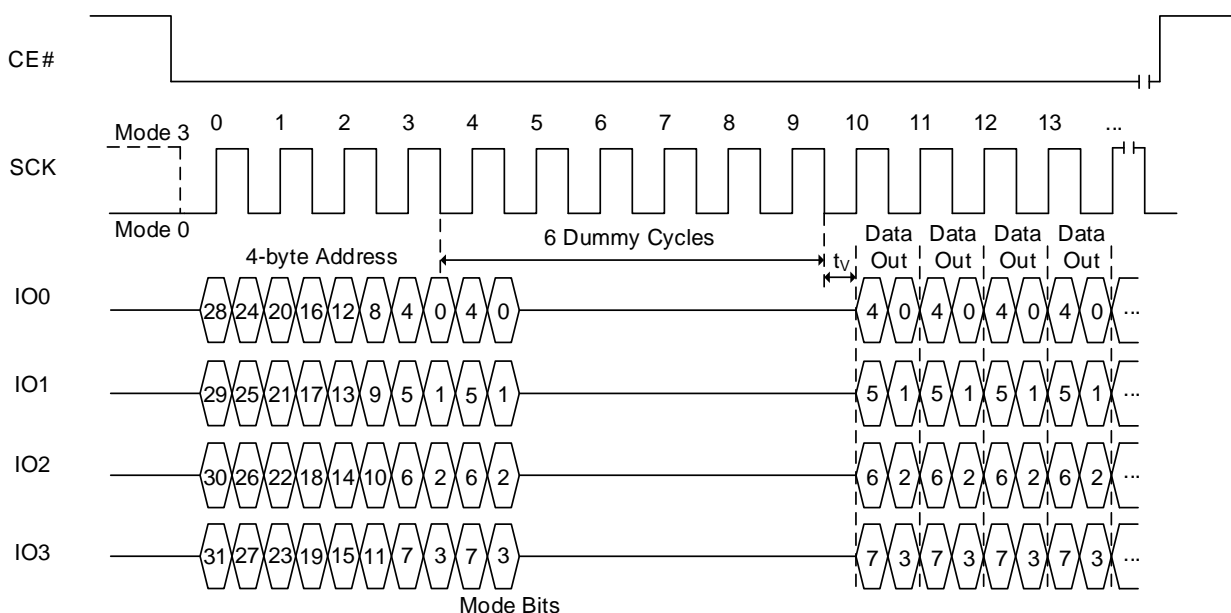 CE#
0 1 2 3 4 5 6 7 8 9 10 11 12 13 ...
Mode 3
SCK
Mode 0
6 Dummy Cycles
Data Out Data Out Data Out Data Out
4-byte Address
tV
IO0 28 24 20 16 12 8 4 0 4 0 4 0 4 0 4 0 4 0 ...
IO1 29 25 21 17 13 9 5 1 5 1 5 1 5 1 5 1 5 1 ...
IO2 30 26 22 18 14 10 6 2 6 2 6 2 6 2 6 2 6 2 ...
IO3 31 27 23 19 15 11 7 3 7 3 7 3 7 3 7 3 7 3 ...
Mode Bits